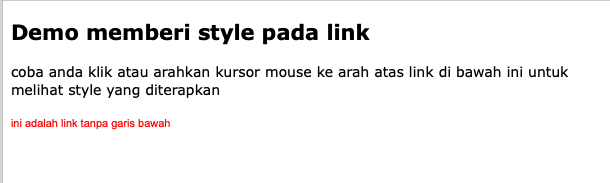 Demo memberi style pada link
coba anda klik atau arahkan kursor mouse ke arah atas link di bawah ini untuk
melihat style yang diterapkan
ini adalah link tanpa garis bawah